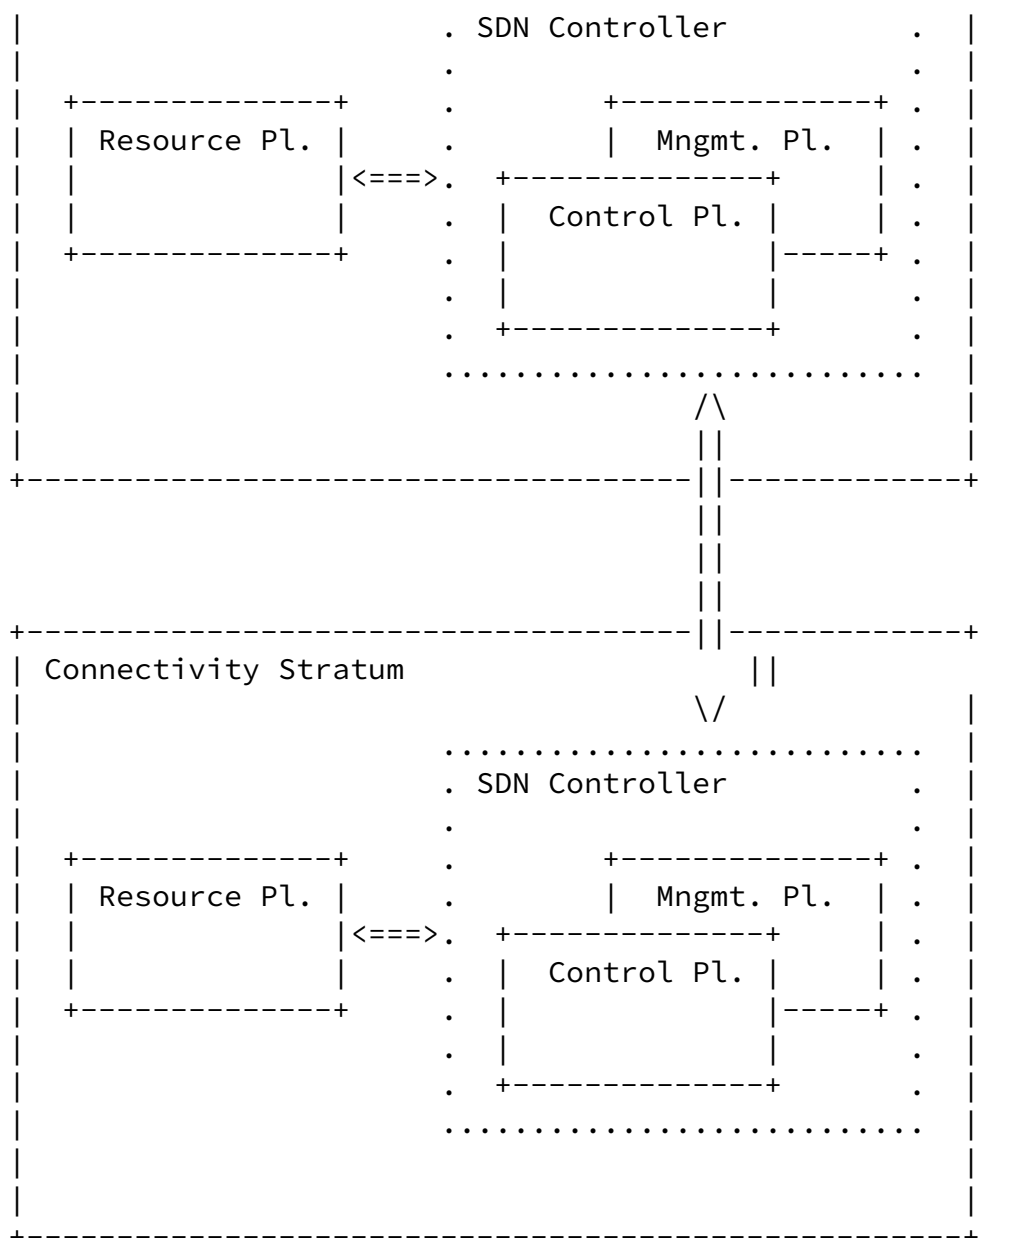 SDN Controller
Resource Pl. Mngmt. Pl.
Control Pl.
Connectivity Stratum
SDN Controller
Resource Pl. Mngmt. Pl.
Control Pl.